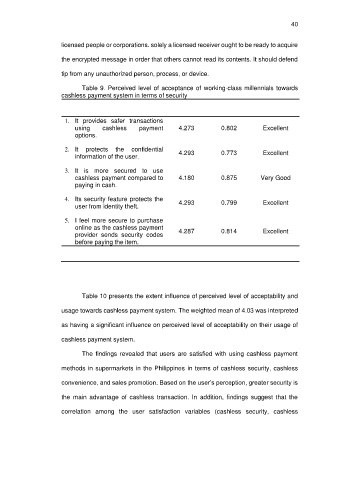 40
licensed people or corporations. solely a licensed receiver ought to be ready to acquire
the encrypted message in order that others cannot read its contents. It should defend
tip from any unauthorized person, process, or device.
Table 9. Perceived level of acceptance of working-class millennials towards
cashless payment system in terms of security
1. It provides safer transactions
using cashless payment 4.273 0.802 Excellent
options.
2. It protects the confidential
information of the user. 4.293 0.773 Excellent
3. It is more secured to use
cashless payment compared to 4.180 0.875 Very Good
paying in cash.
4. Its security feature protects the
user from identity theft. 4.293 0.799 Excellent
5. I feel more secure to purchase
online as the cashless payment
provider sends security codes 4.287 0.814 Excellent
before paying the item.
Table 10 presents the extent influence of perceived level of acceptability and
usage towards cashless payment system. The weighted mean of 4.03 was interpreted
as having a significant influence on perceived level of acceptability on their usage of
cashless payment system.
The findings revealed that users are satisfied with using cashless payment
methods in supermarkets in the Philippines in terms of cashless security, cashless
convenience, and sales promotion. Based on the user's perception, greater security is
the main advantage of cashless transaction. In addition, findings suggest that the
correlation among the user satisfaction variables (cashless security, cashless